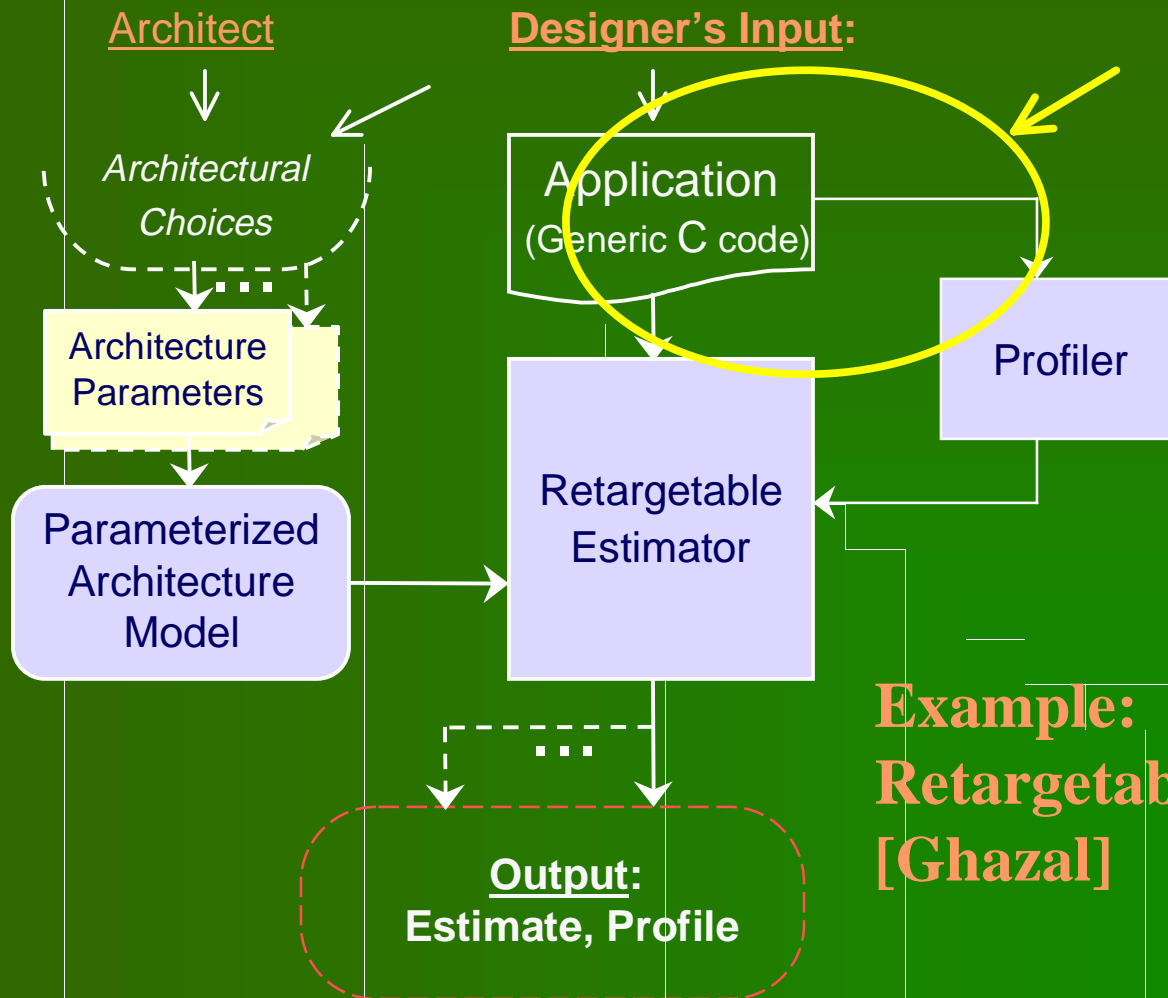 Architect
Designer’s Input:
Architectural
Choices
Application
(Generic C code)
...
Architecture
Parameters
Profiler
Parameterized
Architecture
Model
Retargetable
Estimator
...
Example:
[Ghazal]
Output:
Estimate, Profile